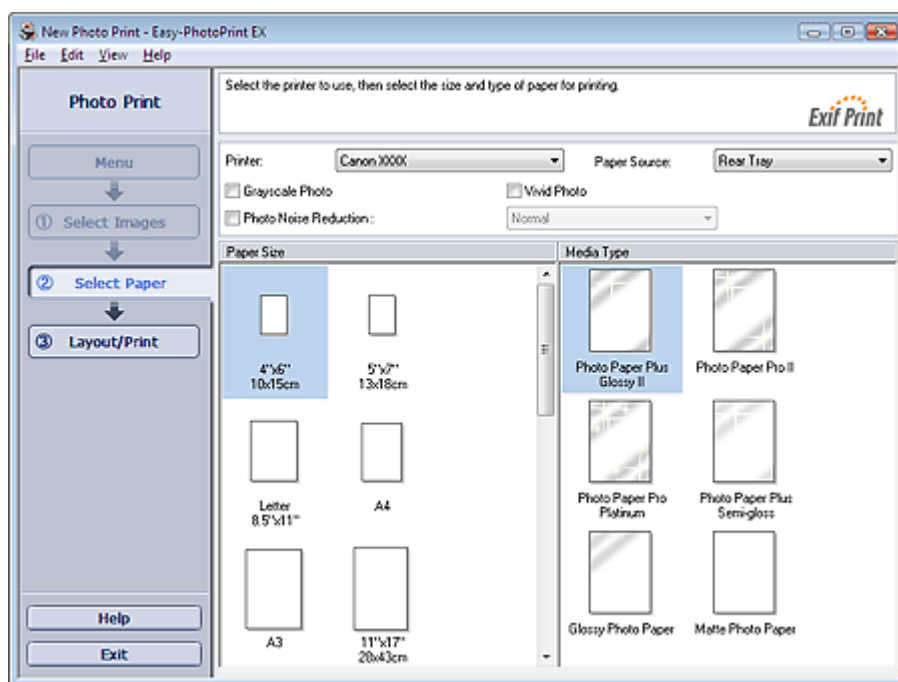 New Photo Print - Easy-PhotoPrint EX
File Edit View Help
Photo Print
Select the printer to use, then select the size and type of paper for printing.
Exif Print
Menu
① Select Images
② Select Paper
③ Layout/Print
Help
Exit
Printer: Canon XXXX Paper Source: Rear Tray
Grayscale Photo Vivid Photo
Photo Noise Reduction : Normal
Paper Size
4"x6"
10x15cm
5"x7"
13x18cm
Letter
8.5"x11"
A4
A3
11"x17"
28x43cm
Media Type
Photo Paper Plus
Glossy II
Photo Paper Pro II
Photo Paper Pro
Platinum
Photo Paper Plus
Semi-gloss
Glossy Photo Paper
Matte Photo Paper